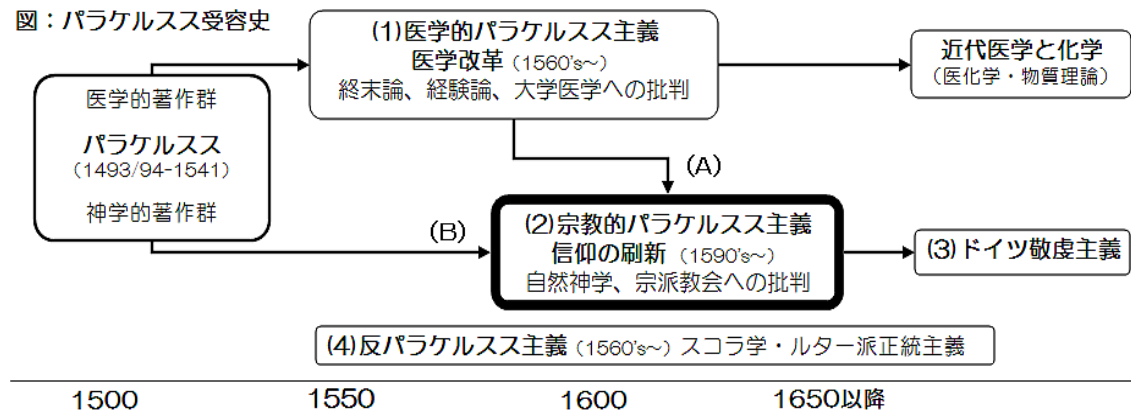 図：パラケルスス受容史
(1)医学的パラケルスス主義
医学改革（1560's～）
終末論、経験論、大学医学への批判
近代医学と化学
（医化学・物質理論）
医学的著作群
パラケルスス
（1493/94-1541）
神学的著作群
(A)
(B)
(2)宗教的パラケルスス主義
信仰の刷新（1590's～）
自然神学、宗派教会への批判
(3)ドイツ敬虔主義
(4)反パラケルスス主義（1560's～）スコラ学・ルター派正統主義
1500 1550 1600 1650以降